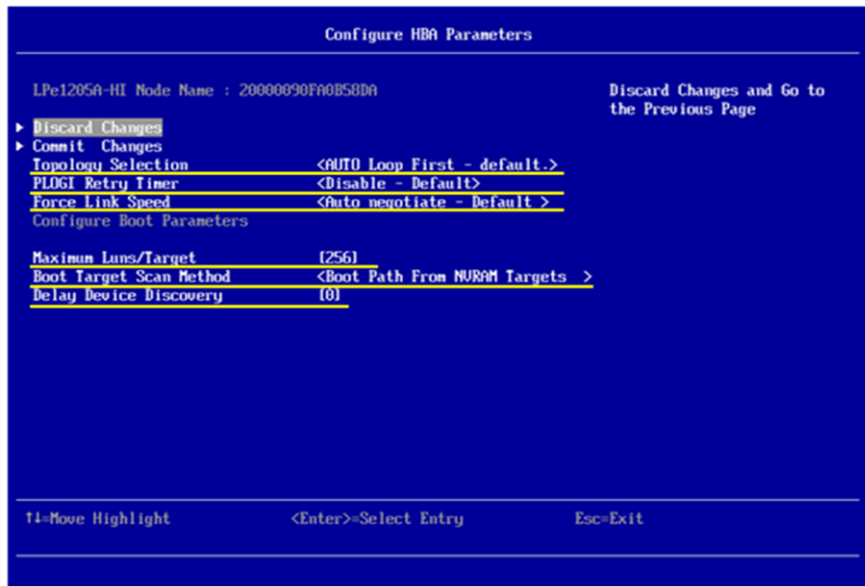 Configure HBA Parameters
LPe1205A-HI Node Name : 20000090FA0B58DA
Discard Changes and Go to
the Previous Page
Discard Changes
Commit Changes
Topology Selection <AUTO Loop First - default.>
PLOGI Retry Timer <Disable - Default>
Force Link Speed <Auto negotiate - Default >
Configure Boot Parameters
Maximum Luns/Target [256]
Boot Target Scan Method <Boot Path From NVRAM Targets >
Delay Device Discovery [0]
↑↓=Move Highlight <Enter>=Select Entry Esc=Exit